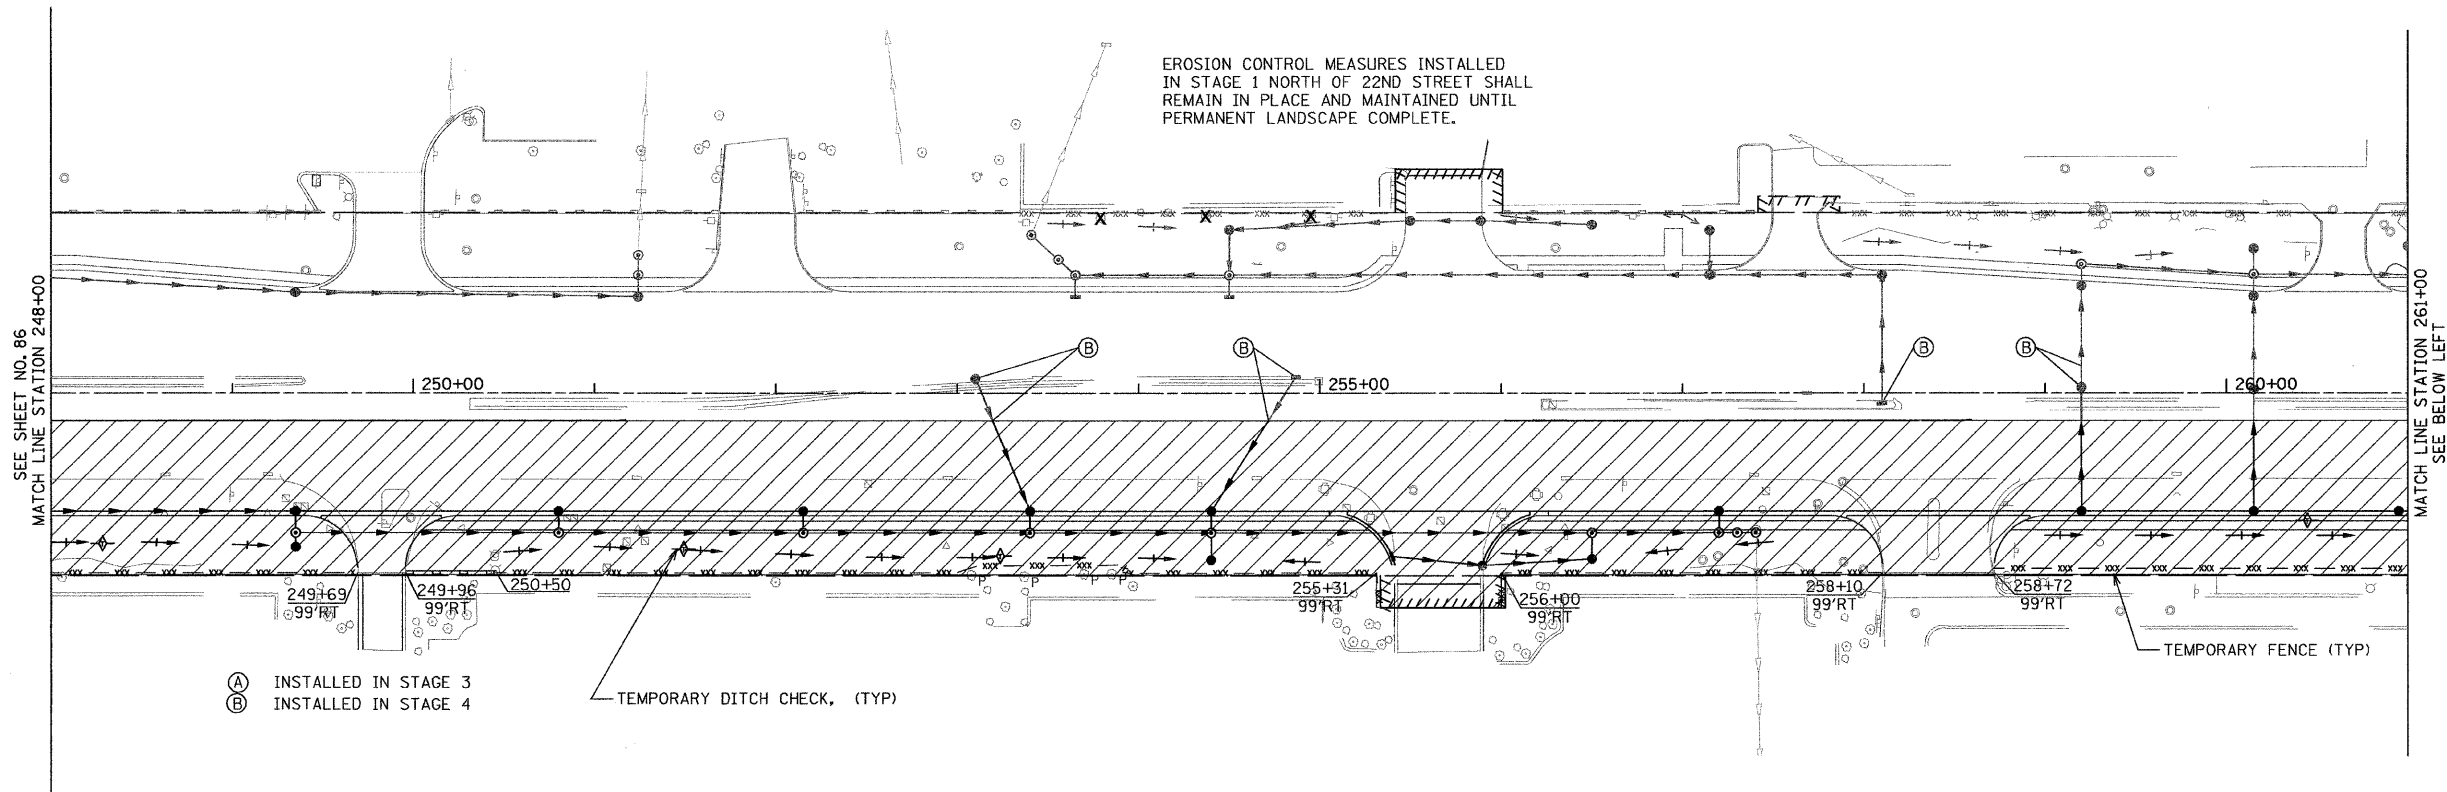 EROSION CONTROL MEASURES INSTALLED
IN STAGE 1 NORTH OF 22ND STREET SHALL
REMAIN IN PLACE AND MAINTAINED UNTIL
PERMANENT LANDSCAPE COMPLETE.
SEE SHEET NO. 86
MATCH LINE STATION 248+00
MATCH LINE STATION 261+00
SEE BELOW LEFT
B
B
B
B
250+00
255+00
260+00
249+69
99'RT
249+96
99'RT
250+50
255+31
99'RT
256+00
99'RT
258+10
99'RT
258+72
99'RT
P
P
P
P
TEMPORARY FENCE (TYP)
A INSTALLED IN STAGE 3
B INSTALLED IN STAGE 4
TEMPORARY DITCH CHECK, (TYP)